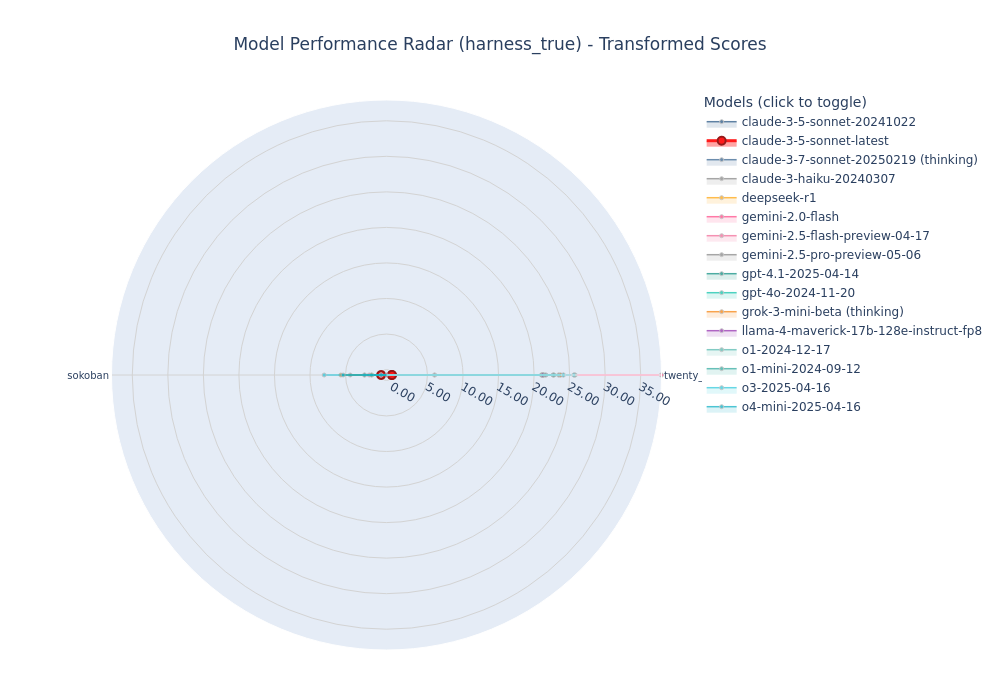 Model Performance Radar (harness_true) - Transformed Scores
Models (click to toggle)
claude-3-5-sonnet-20241022
claude-3-5-sonnet-latest
claude-3-7-sonnet-20250219 (thinking)
claude-3-haiku-20240307
deepseek-r1
gemini-2.0-flash
gemini-2.5-flash-preview-04-17
gemini-2.5-pro-preview-05-06
gpt-4.1-2025-04-14
gpt-4o-2024-11-20
grok-3-mini-beta (thinking)
llama-4-maverick-17b-128e-instruct-fp8
o1-2024-12-17
o1-mini-2024-09-12
o3-2025-04-16
o4-mini-2025-04-16
sokoban
twenty_
0.00
5.00
10.00
15.00
20.00
25.00
30.00
35.00